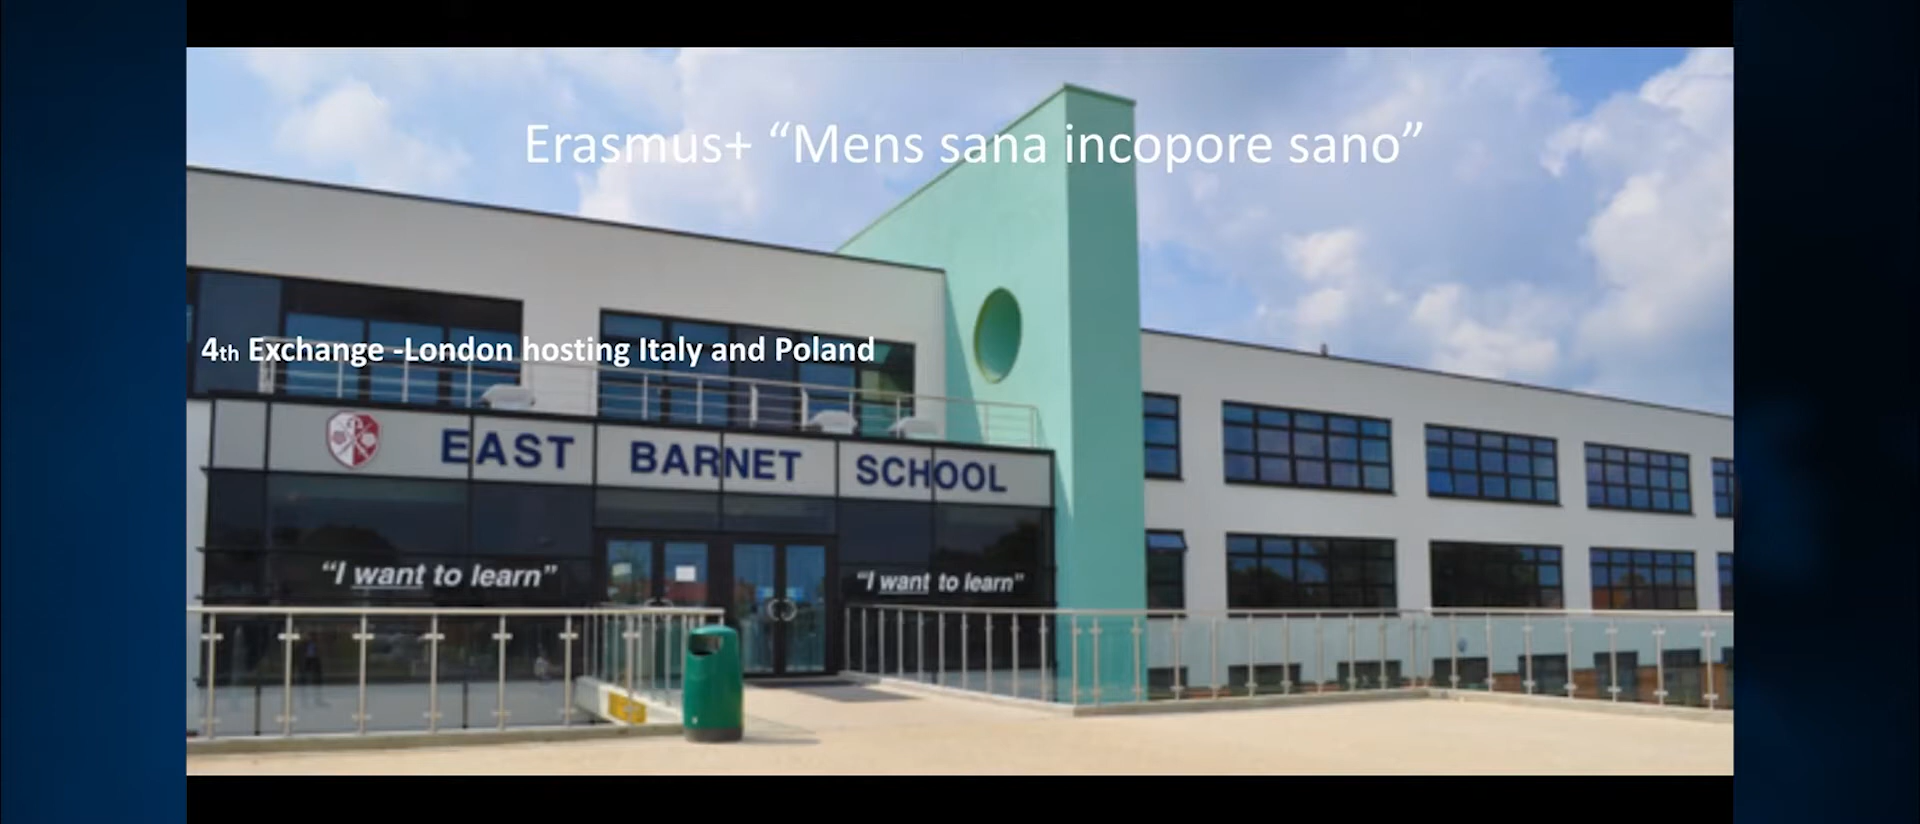 Erasmus+ “Mens sana incopore sano”
4th Exchange -London hosting Italy and Poland
EAST BARNET SCHOOL
“I want to learn”
“I want to learn”